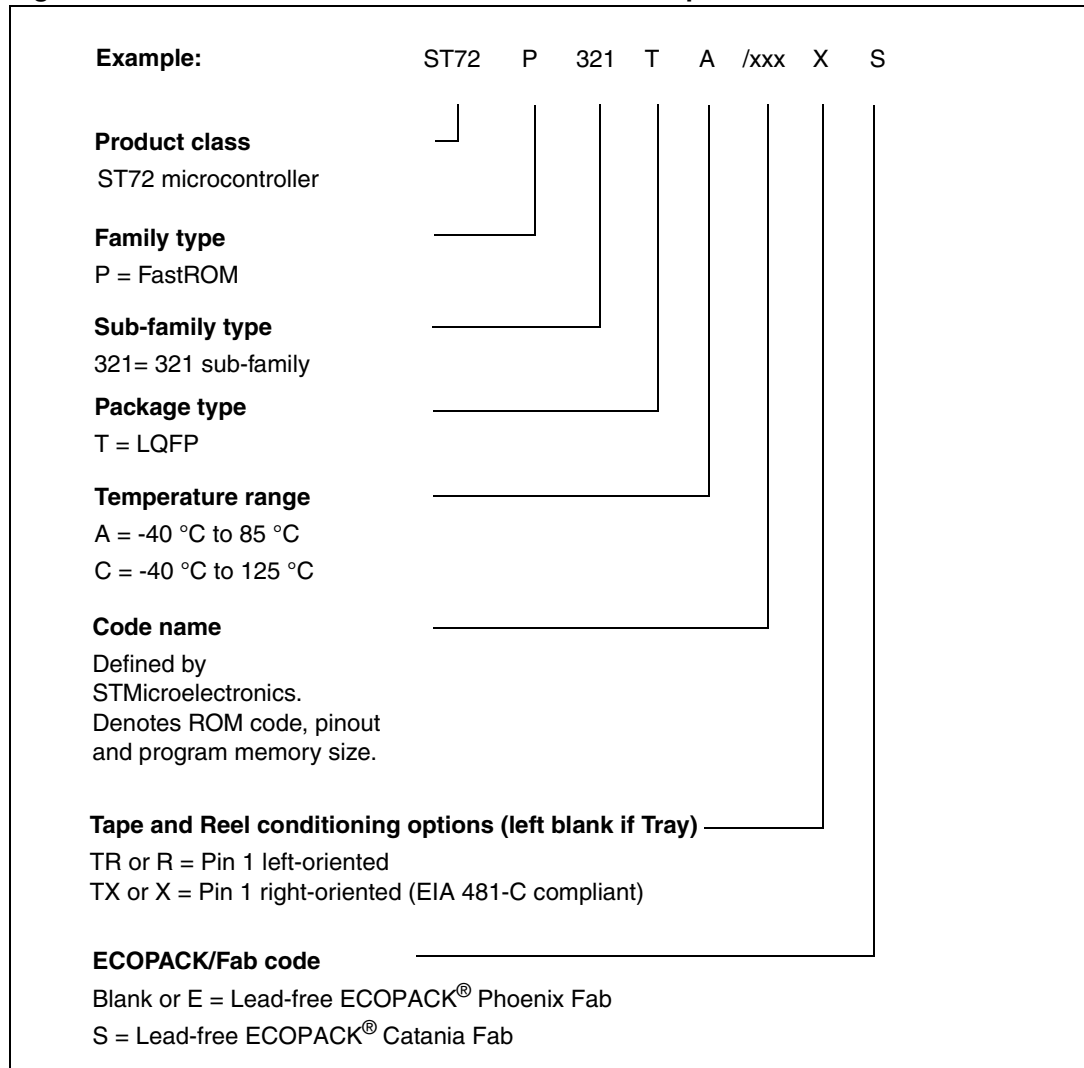 Example: ST72 P 321 T A /xxx X S
Product class
ST72 microcontroller
Family type
P = FastROM
Sub-family type
321= 321 sub-family
Package type
T = LQFP
Temperature range
A = -40 °C to 85 °C
C = -40 °C to 125 °C
Code name
Defined by
STMicroelectronics.
Denotes ROM code, pinout
and program memory size.
Tape and Reel conditioning options (left blank if Tray)
TR or R = Pin 1 left-oriented
TX or X = Pin 1 right-oriented (EIA 481-C compliant)
ECOPACK/Fab code
Blank or E = Lead-free ECOPACK® Phoenix Fab
S = Lead-free ECOPACK® Catania Fab